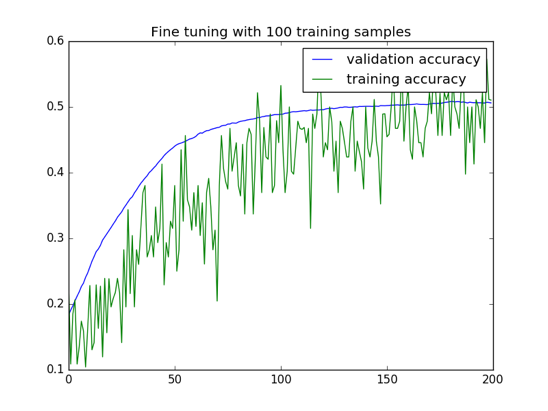 Fine tuning with 100 training samples
0.6
validation accuracy
training accuracy
0.5
0.4
0.3
0.2
0.1
0 50 100 150 200